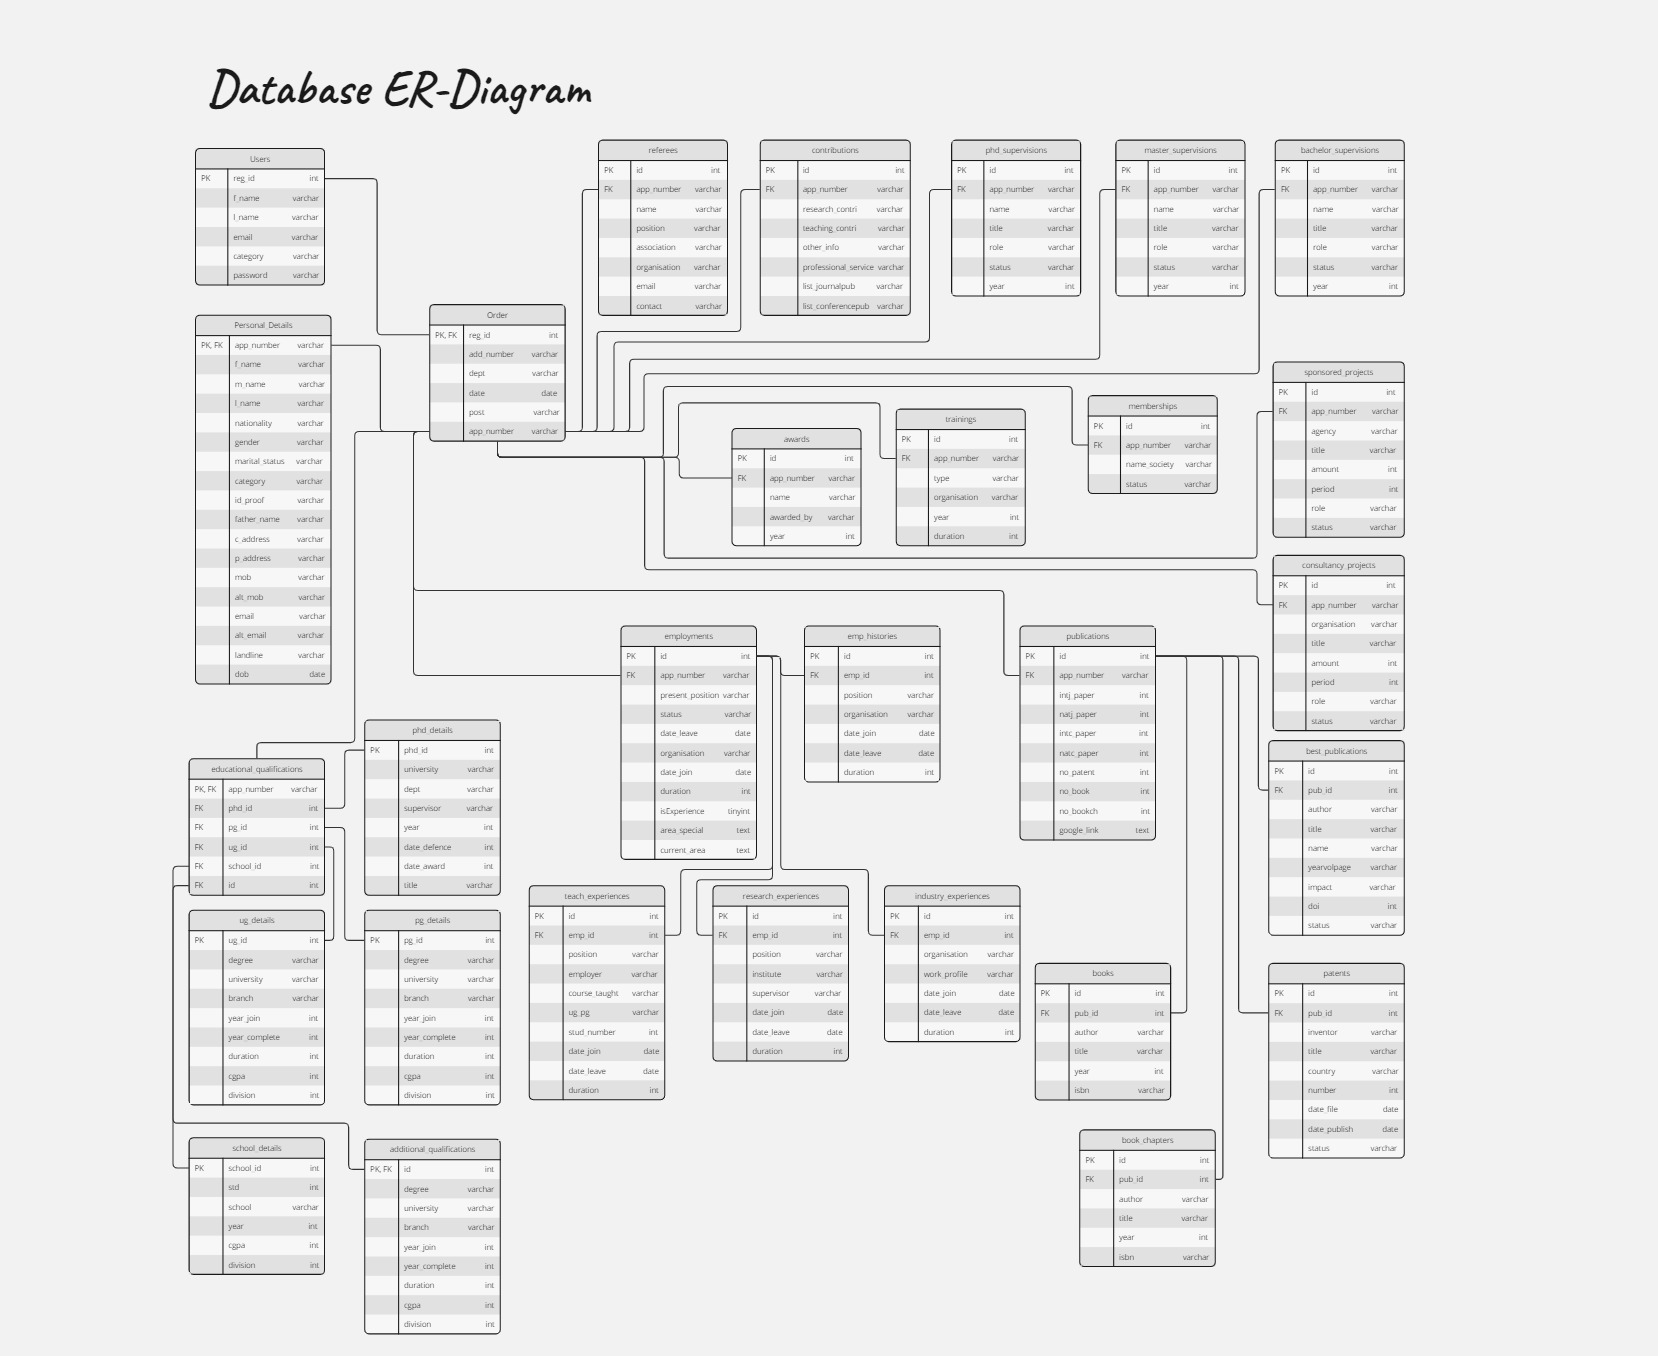 Database ER-Diagram
Users
PK reg_id int
f_name varchar
l_name varchar
email varchar
category varchar
password varchar
referees
PK id int
FK app_number varchar
name varchar
position varchar
association varchar
organisation varchar
email varchar
contact varchar
contributions
PK id int
FK app_number varchar
research_contri varchar
teaching_contri varchar
other_info varchar
professional_service varchar
list_journalpub varchar
list_conferencepub varchar
phd_supervisions
PK id int
FK app_number varchar
name varchar
title varchar
role varchar
status varchar
year int
master_supervisions
PK id int
FK app_number varchar
name varchar
title varchar
role varchar
status varchar
year int
bachelor_supervisions
PK id int
FK app_number varchar
name varchar
title varchar
role varchar
status varchar
year int
Personal_Details
PK, FK app_number varchar
f_name varchar
m_name varchar
l_name varchar
nationality varchar
gender varchar
marital_status varchar
category varchar
id_proof varchar
father_name varchar
c_address varchar
p_address varchar
mob varchar
alt_mob varchar
email varchar
alt_email varchar
landline varchar
dob date
Order
PK, FK reg_id int
add_number varchar
dept varchar
date date
post varchar
app_number varchar
awards
PK id int
FK app_number varchar
name varchar
awarded_by varchar
year int
trainings
PK id int
FK app_number varchar
type varchar
organisation varchar
year int
duration int
memberships
PK id int
FK app_number varchar
name_society varchar
status varchar
sponsored_projects
PK id int
FK app_number varchar
agency varchar
title varchar
amount int
period int
role varchar
status varchar
consultancy_projects
PK id int
FK app_number varchar
organisation varchar
title varchar
amount int
period int
role varchar
status varchar
employments
PK id int
FK app_number varchar
present_position varchar
status varchar
date_leave date
organisation varchar
date_join date
duration int
isExperience tinyint
area_special text
current_area text
emp_histories
PK id int
FK emp_id int
position varchar
organisation varchar
date_join date
date_leave date
duration int
publications
PK id int
FK app_number varchar
intj_paper int
natj_paper int
intc_paper int
natc_paper int
no_patent int
no_book int
no_bookch int
google_link text
best_publications
PK id int
FK pub_id int
author varchar
title varchar
name varchar
yearvolpage varchar
impact varchar
doi int
status varchar
educational_qualifications
PK, FK app_number varchar
FK phd_id int
FK pg_id int
FK ug_id int
FK school_id int
FK id int
phd_details
PK phd_id int
university varchar
dept varchar
supervisor varchar
year int
date_defence int
date_award int
title varchar
ug_details
PK ug_id int
degree varchar
university varchar
branch varchar
year_join int
year_complete int
duration int
cgpa int
division int
pg_details
PK pg_id int
degree varchar
university varchar
branch varchar
year_join int
year_complete int
duration int
cgpa int
division int
teach_experiences
PK id int
FK emp_id int
position varchar
employer varchar
course_taught varchar
ug_pg varchar
stud_number int
date_join date
date_leave date
duration int
research_experiences
PK id int
FK emp_id int
position varchar
institute varchar
supervisor varchar
date_join date
date_leave date
duration int
industry_experiences
PK id int
FK emp_id int
organisation varchar
work_profile varchar
date_join date
date_leave date
duration int
books
PK id int
FK pub_id int
author varchar
title varchar
year int
isbn varchar
patents
PK id int
FK pub_id int
inventor varchar
title varchar
country varchar
number int
date_file date
date_publish date
status varchar
school_details
PK school_id int
std int
school varchar
year int
cgpa int
division int
additional_qualifications
PK, FK id int
degree varchar
university varchar
branch varchar
year_join int
year_complete int
duration int
cgpa int
division int
book_chapters
PK id int
FK pub_id int
author varchar
title varchar
year int
isbn varchar